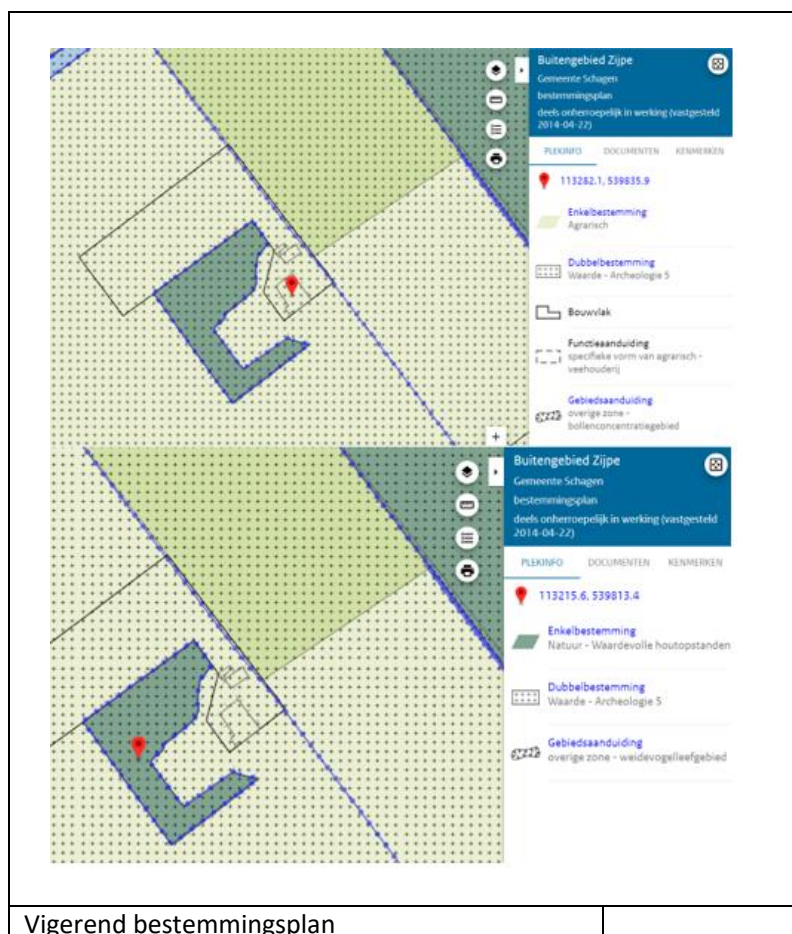 Buitengebied Zijpe
Gemeente Schagen
bestemmingsplan
deels onherroepelijk in werking (vastgesteld
2014-04-22)
PLEKINFO DOCUMENTEN KENMERKEN
113282.1, 539835.9
Enkelbestemming
Agrarisch
Dubbelbestemming
Waarde - Archeologie 5
Bouwvlak
Functieaanduiding
specifieke vorm van agrarisch -
veehouderij
Gebiedsaanduiding
overige zone -
bollenconcentratiegebied
+
Buitengebied Zijpe
Gemeente Schagen
bestemmingsplan
deels onherroepelijk in werking (vastgesteld
2014-04-22)
PLEKINFO DOCUMENTEN KENMERKEN
113215.6, 539813.4
Enkelbestemming
Natuur - Waardevolle houtopstanden
Dubbelbestemming
Waarde - Archeologie 5
Gebiedsaanduiding
overige zone - weidevogelleefgebied
Vigerend bestemmingsplan